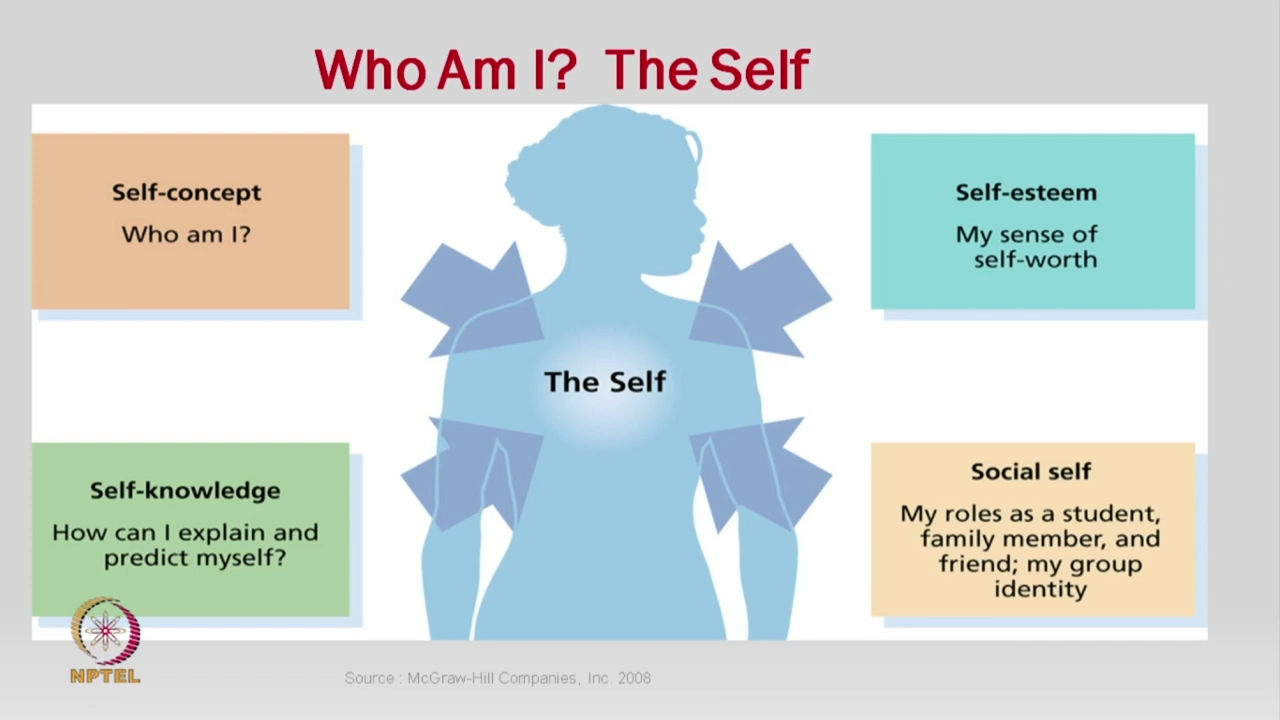 Who Am I? The Self
Self-concept
Who am I?
Self-esteem
My sense of
self-worth
The Self
Self-knowledge
How can I explain and
predict myself?
Social self
My roles as a student,
family member, and
friend; my group
identity
NPTEL
Source : McGraw-Hill Companies, Inc. 2008